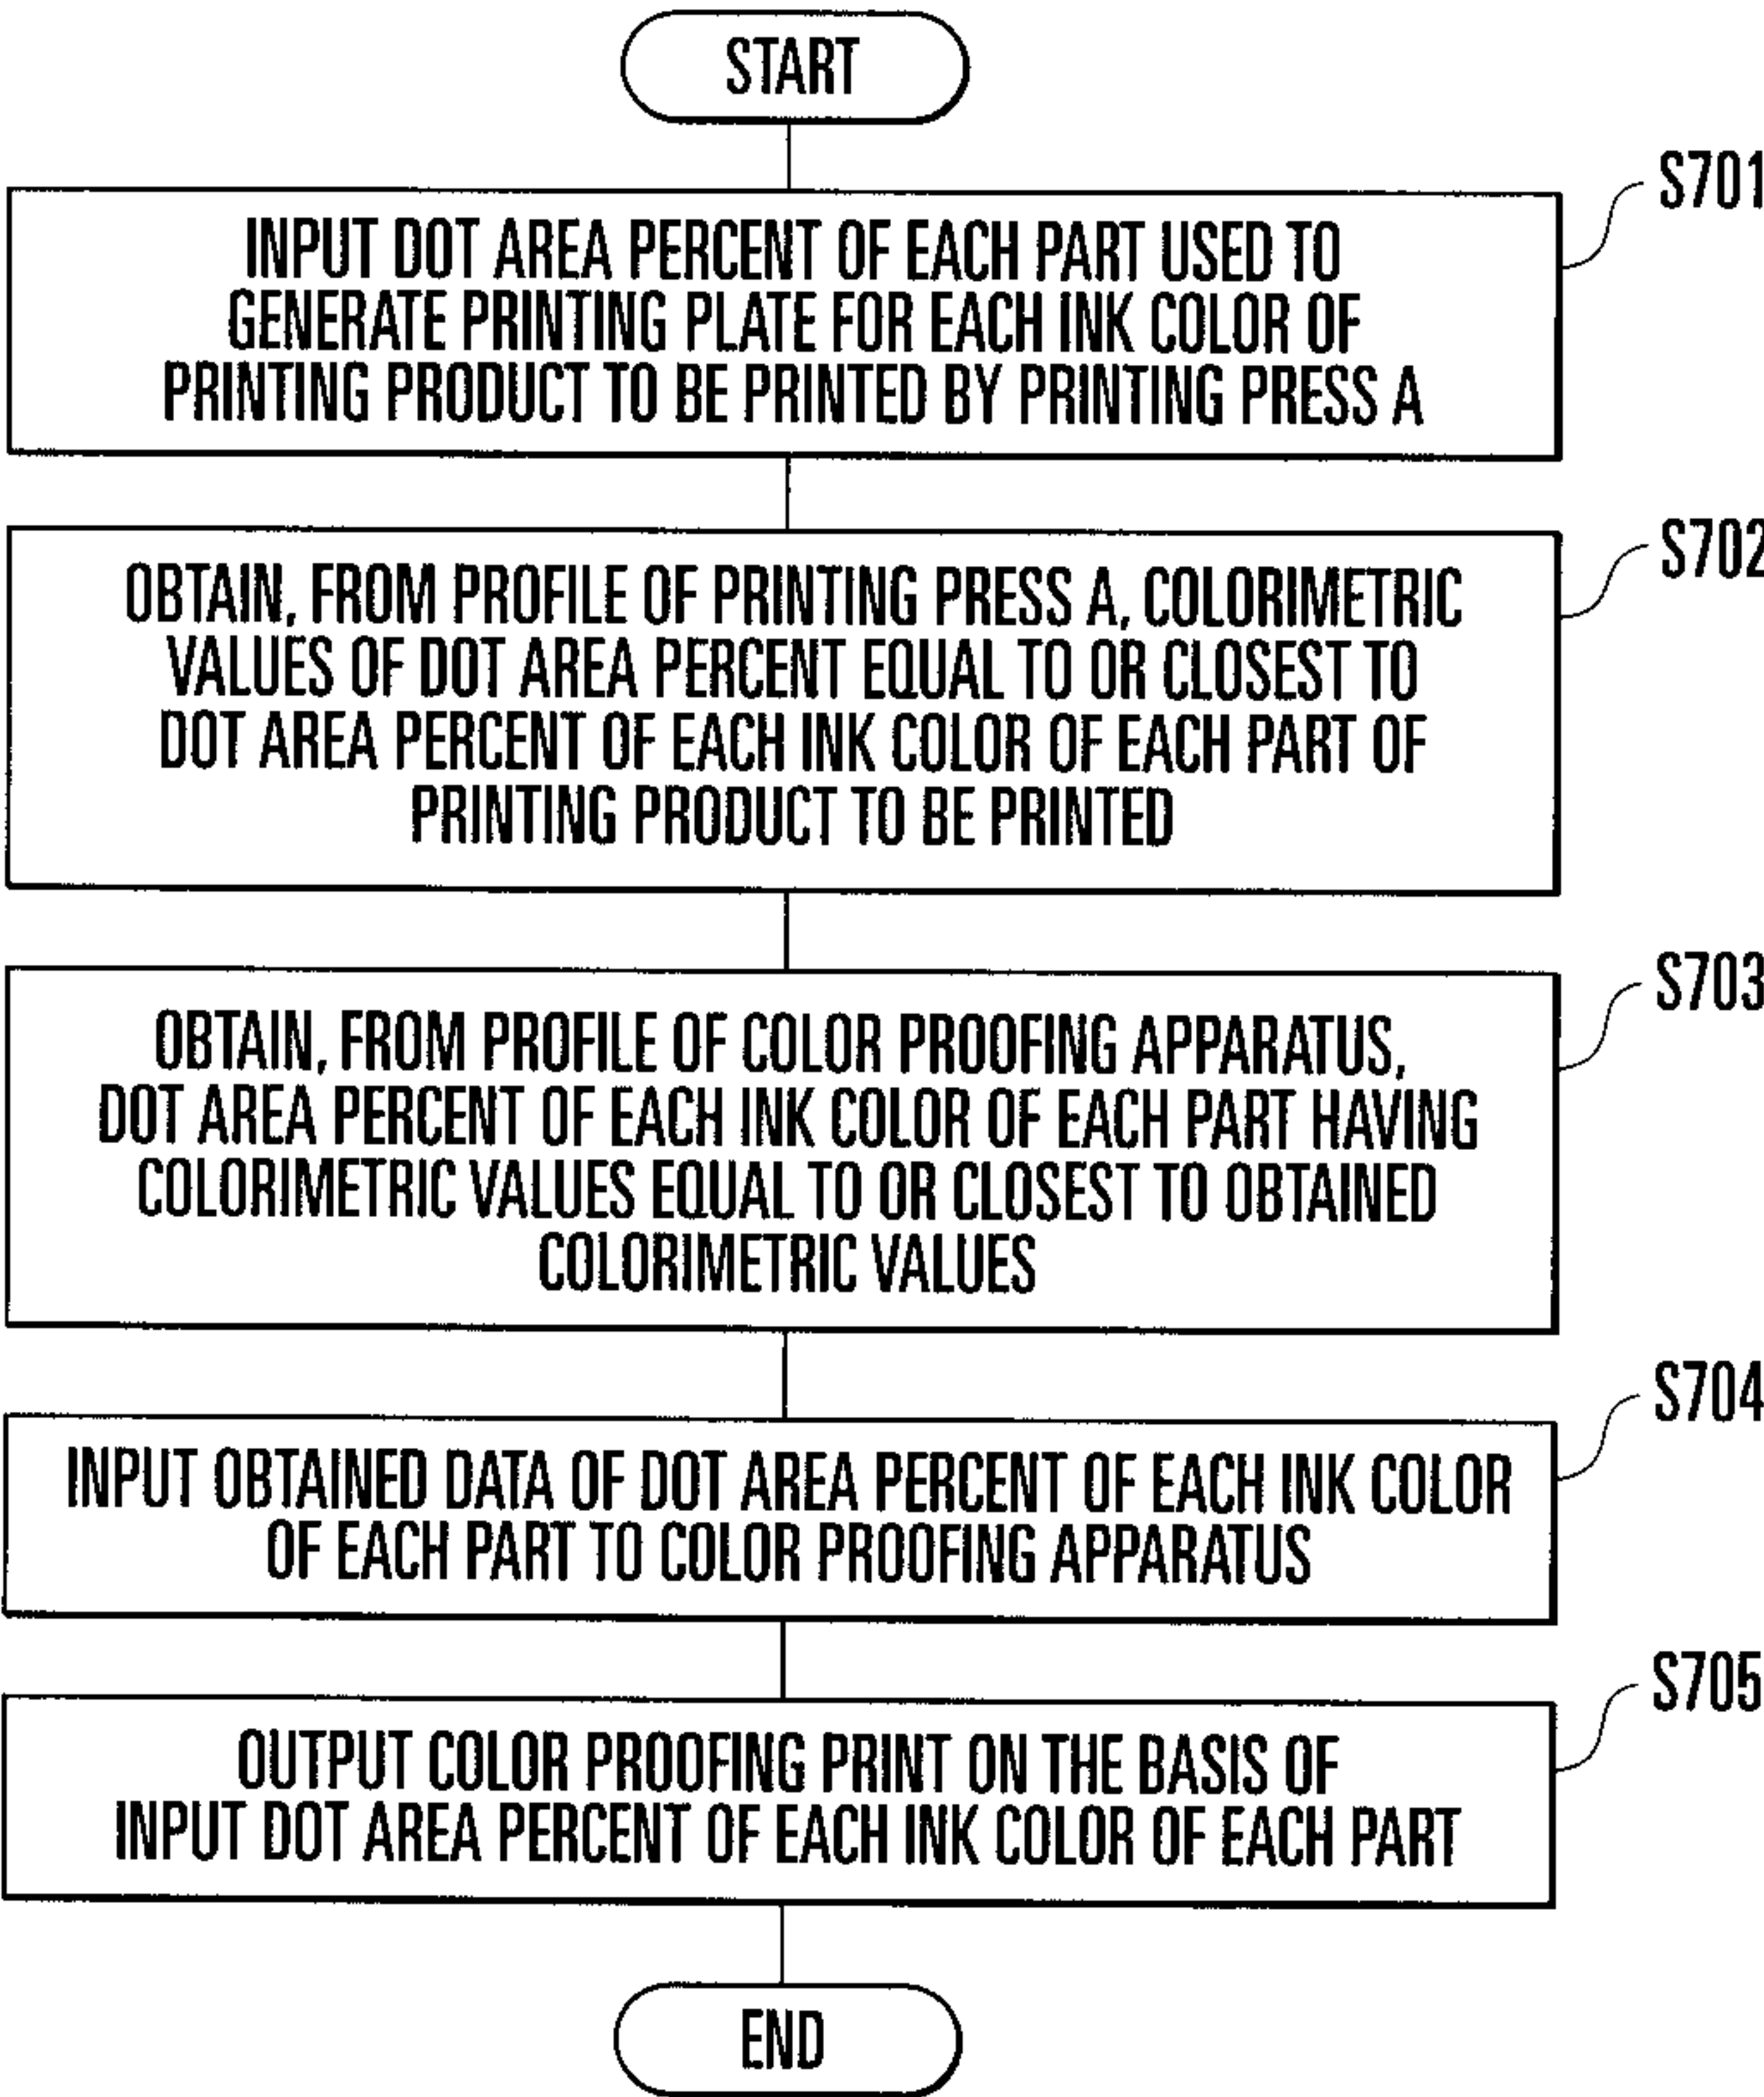 START
S701
INPUT DOT AREA PERCENT OF EACH PART USED TO
GENERATE PRINTING PLATE FOR EACH INK COLOR OF
PRINTING PRODUCT TO BE PRINTED BY PRINTING PRESS A
S702
OBTAIN, FROM PROFILE OF PRINTING PRESS A, COLORIMETRIC
VALUES OF DOT AREA PERCENT EQUAL TO OR CLOSEST TO
DOT AREA PERCENT OF EACH INK COLOR OF EACH PART OF
PRINTING PRODUCT TO BE PRINTED
S703
OBTAIN, FROM PROFILE OF COLOR PROOFING APPARATUS,
DOT AREA PERCENT OF EACH INK COLOR OF EACH PART HAVING
COLORIMETRIC VALUES EQUAL TO OR CLOSEST TO OBTAINED
COLORIMETRIC VALUES
S704
INPUT OBTAINED DATA OF DOT AREA PERCENT OF EACH INK COLOR
OF EACH PART TO COLOR PROOFING APPARATUS
S705
OUTPUT COLOR PROOFING PRINT ON THE BASIS OF
INPUT DOT AREA PERCENT OF EACH INK COLOR OF EACH PART
END